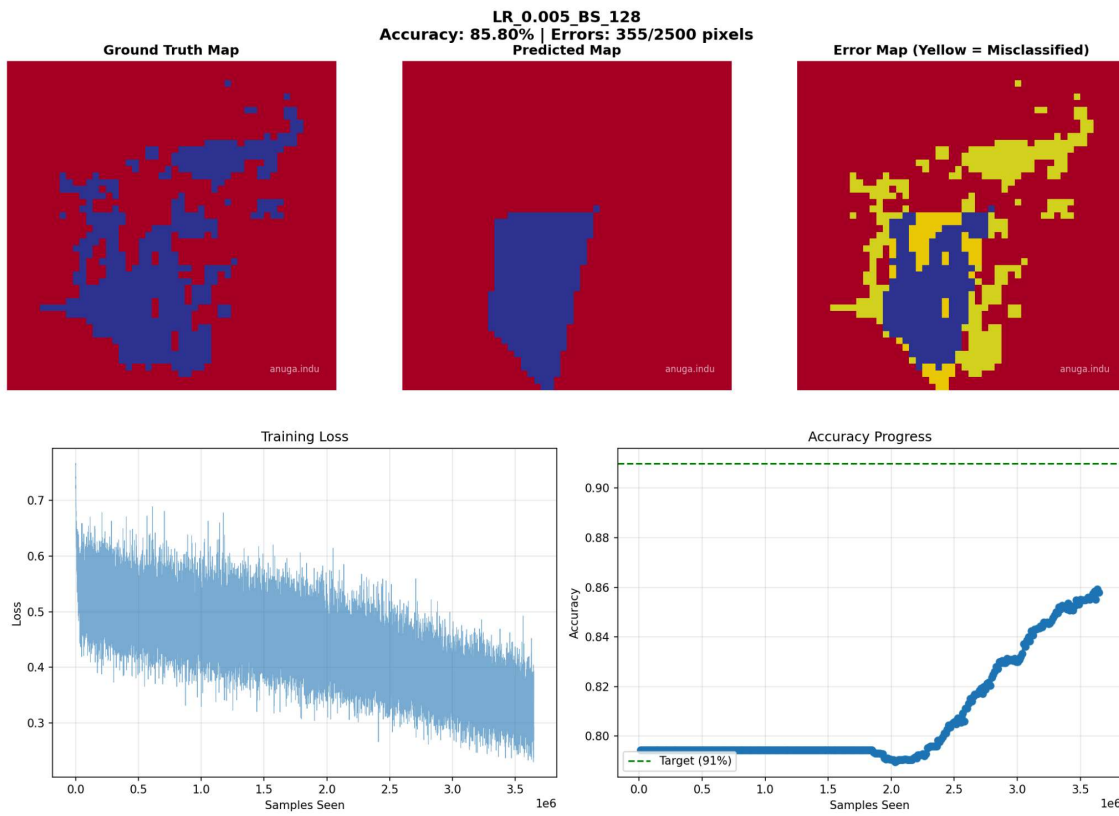 LR_0.005_BS_128
Accuracy: 85.80% | Errors: 355/2500 pixels
Ground Truth Map
Predicted Map
Error Map (Yellow = Misclassified)
anuga.indu
anuga.indu
anuga.indu
Training Loss
Loss
0.7
0.6
0.5
0.4
0.3
0.0 0.5 1.0 1.5 2.0 2.5 3.0 3.5
1e6
Samples Seen
Accuracy Progress
Accuracy
0.90
0.88
0.86
0.84
0.82
0.80
Target (91%)
0.0 0.5 1.0 1.5 2.0 2.5 3.0 3.5
1e6
Samples Seen